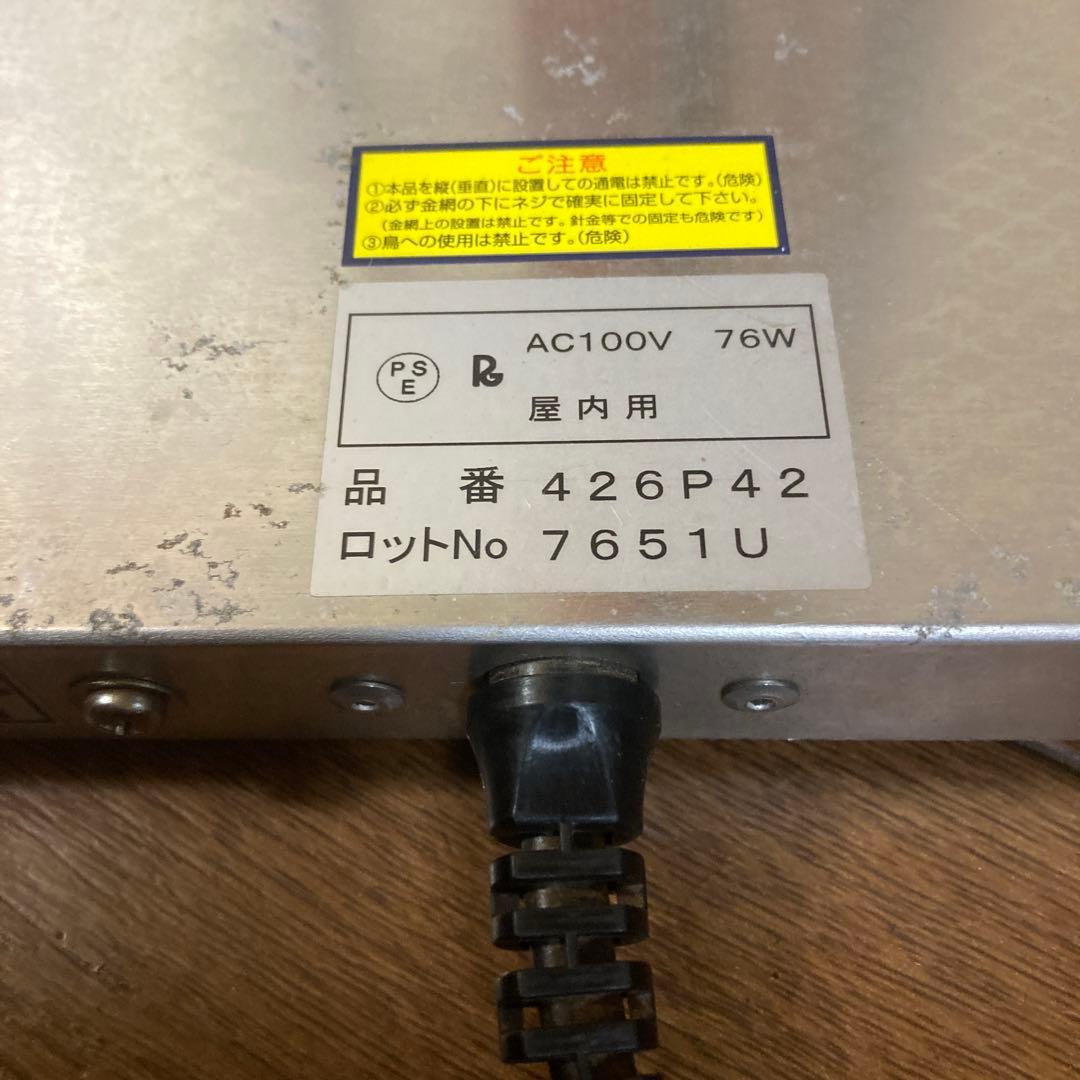 ご注意
①本品を縦(垂直)に設置しての通電は禁止です。(危険)
②必ず金網の下にネジで確実に固定して下さい。
(金網上の設置は禁止です。針金等での固定も危険です)
③鳥への使用は禁止です。(危険)
PS
E
AC100V 76W
屋内用
品番 426P42
ロットNo 7651U